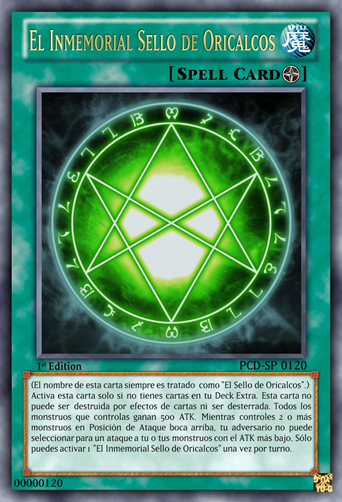 El Inmemorial Sello de Oricalcos
SPELL
魔
[Spell Card]
1st Edition
PCD-SP 0120
(El nombre de esta carta siempre es tratado como "El Sello de Oricalcos".)
Activa esta carta solo si no tienes cartas en tu Deck Extra. Esta carta no
puede ser destruida por efectos de cartas ni ser desterrada. Todos los
monstruos que controlas ganan 500 ATK. Mientras controles 2 o más
monstruos en Posición de Ataque boca arriba, tu adversario no puede
seleccionar para un ataque a tu o tus monstruos con el ATK más bajo. Sólo
puedes activar 1 "El Inmemorial Sello de Oricalcos" una vez por turno.
00000120